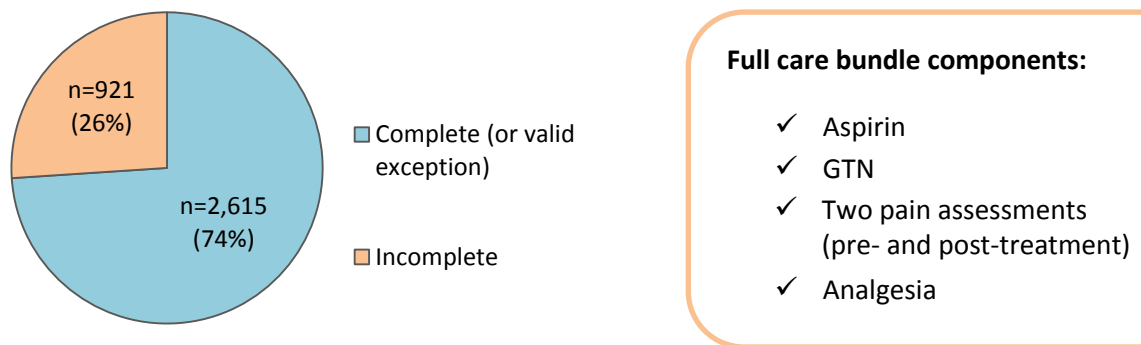 n=921
(26%)
n=2,615
(74%)
Complete (or valid
exception)
Incomplete
Full care bundle components:
✓ Aspirin
✓ GTN
✓ Two pain assessments
(pre- and post-treatment)
✓ Analgesia